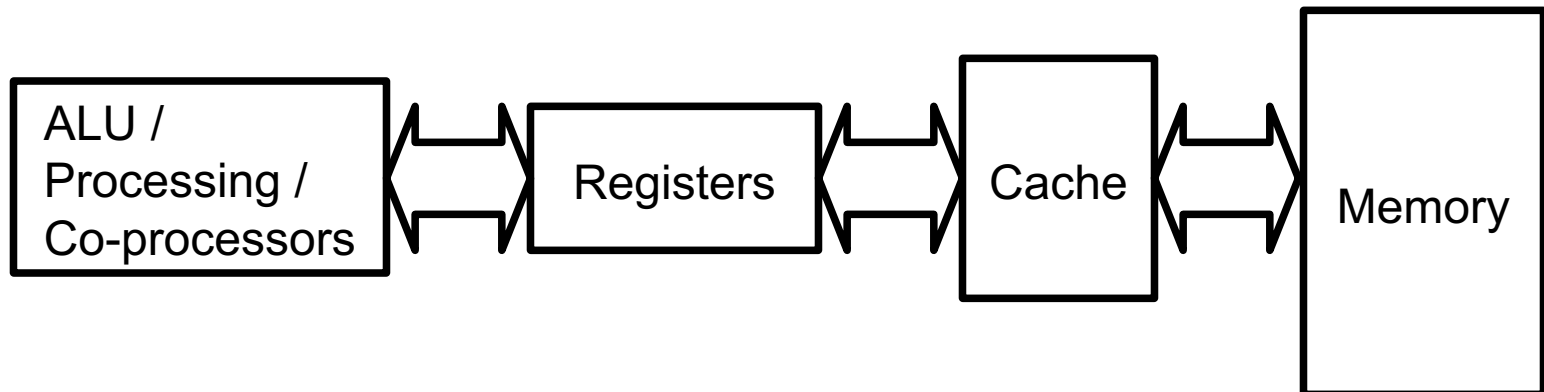 ALU /
Processing /
Co-processors
Registers
Cache
Memory